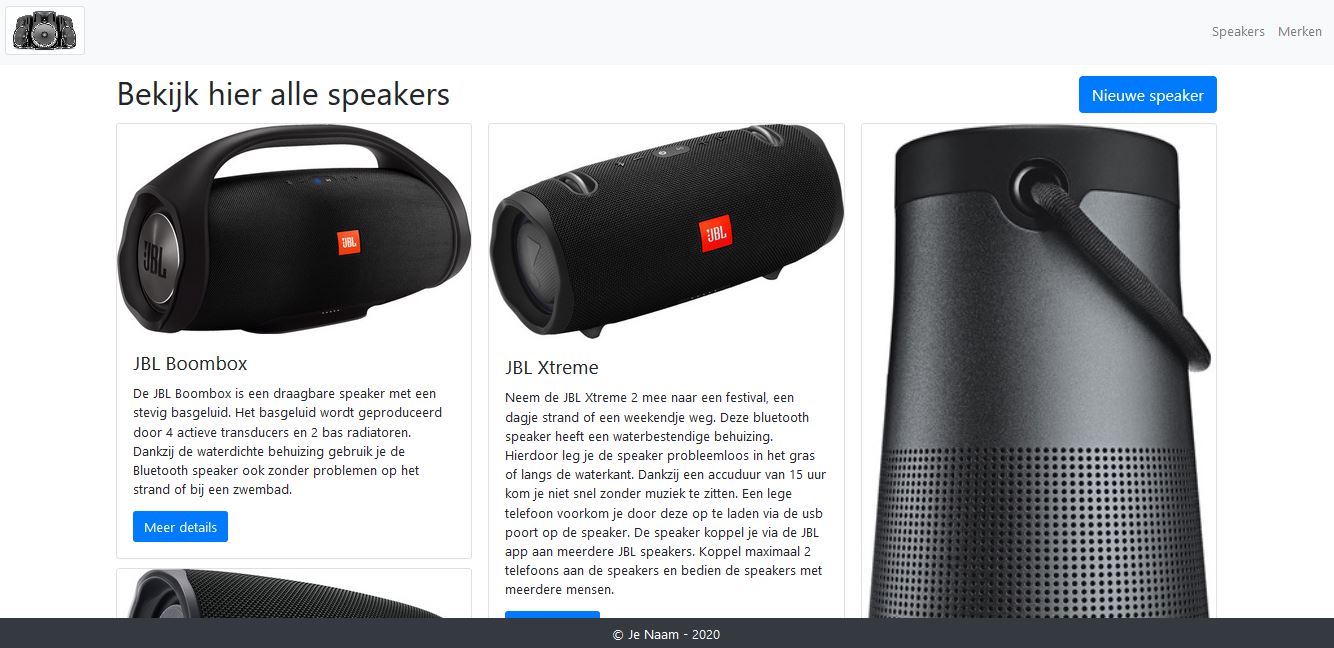 Speakers Merken
Bekijk hier alle speakers
Nieuwe speaker
JBL
JBL
JBL Boombox
De JBL Boombox is een draagbare speaker met een
stevig basgeluid. Het basgeluid wordt geproduceerd
door 4 actieve transducers en 2 bas radiatoren.
Dankzij de waterdichte behuizing gebruik je de
Bluetooth speaker ook zonder problemen op het
strand of bij een zwembad.
Meer details
JBL
JBL Xtreme
Neem de JBL Xtreme 2 mee naar een festival, een
dagje strand of een weekendje weg. Deze bluetooth
speaker heeft een waterbestendige behuizing.
Hierdoor leg je de speaker probleemloos in het gras
of langs de waterkant. Dankzij een accuduur van 15 uur
kom je niet snel zonder muziek te zitten. Een lege
telefoon voorkom je door deze op te laden via de usb
poort op de speaker. De speaker koppel je via de JBL
app aan meerdere JBL speakers. Koppel maximaal 2
telefoons aan de speakers en bedien de speakers met
meerdere mensen.
© Je Naam - 2020